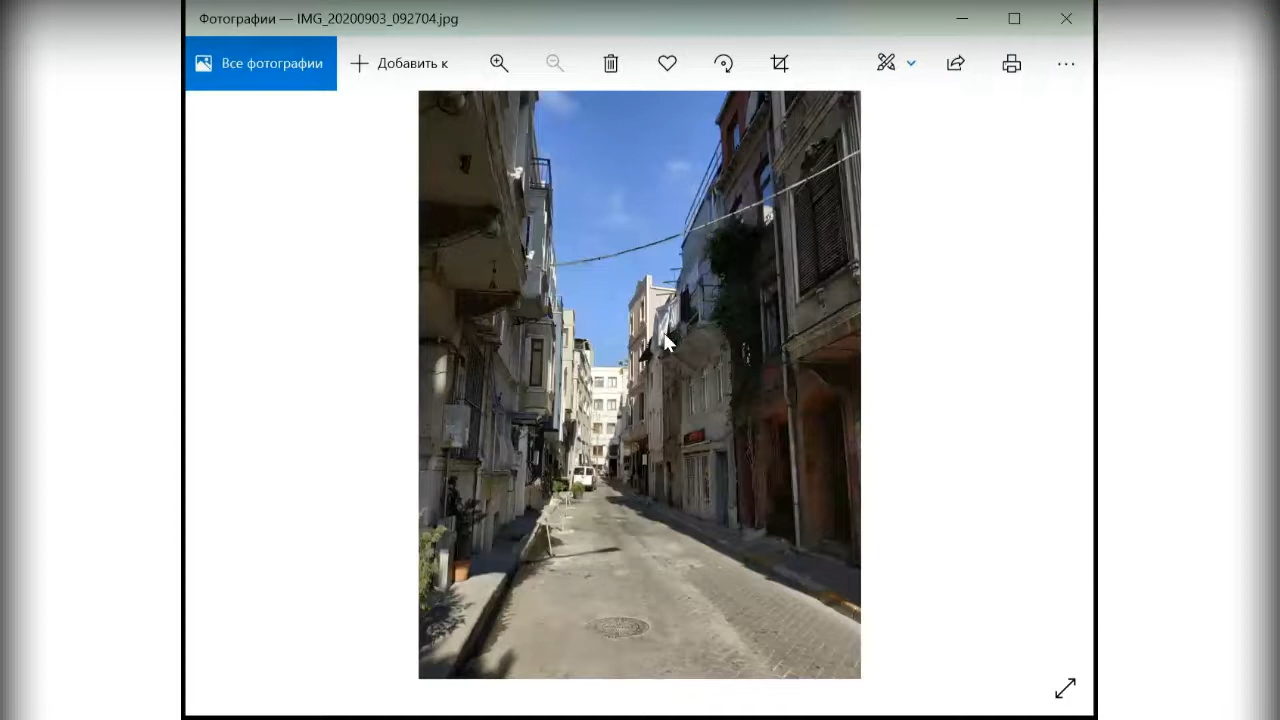 Фотографии — IMG_20200903_092704.jpg
Все фотографии
Добавить к